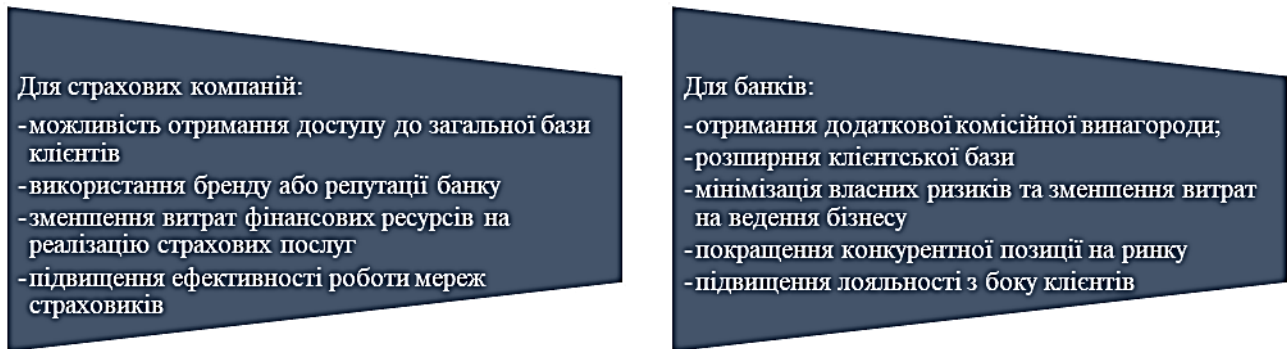 Для страхових компаній:
-можливість отримання доступу до загальної бази
клієнтів
-використання бренду або репутації банку
-зменшення витрат фінансових ресурсів на
реалізацію страхових послуг
-підвищення ефективності роботи мереж
страховиків
Для банків:
-отримання додаткової комісійної винагороди;
-розширння клієнтської бази
-мінімізація власних ризиків та зменшення витрат
на ведення бізнесу
-покращення конкурентної позиції на ринку
-підвищення лояльності з боку клієнтів